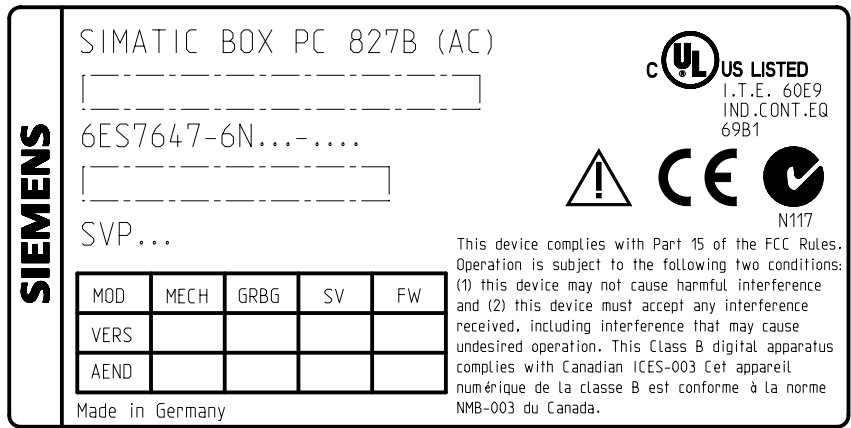 SIEMENS
SIMATIC BOX PC 827B (AC)
6ES7647-6N...-....
SVP...
C UL ® US LISTED
I.T.E. 60E9
IND.CONT.EQ
69B1
CE
N117
This device complies with Part 15 of the FCC Rules.
Operation is subject to the following two conditions:
(1) this device may not cause harmful interference
and (2) this device must accept any interference
received, including interference that may cause
undesired operation. This Class B digital apparatus
complies with Canadian ICES-003 Cet appareil
numérique de la classe B est conforme à la norme
NMB-003 du Canada.
MOD MECH GRBG SV FW
VERS
AEND
Made in Germany